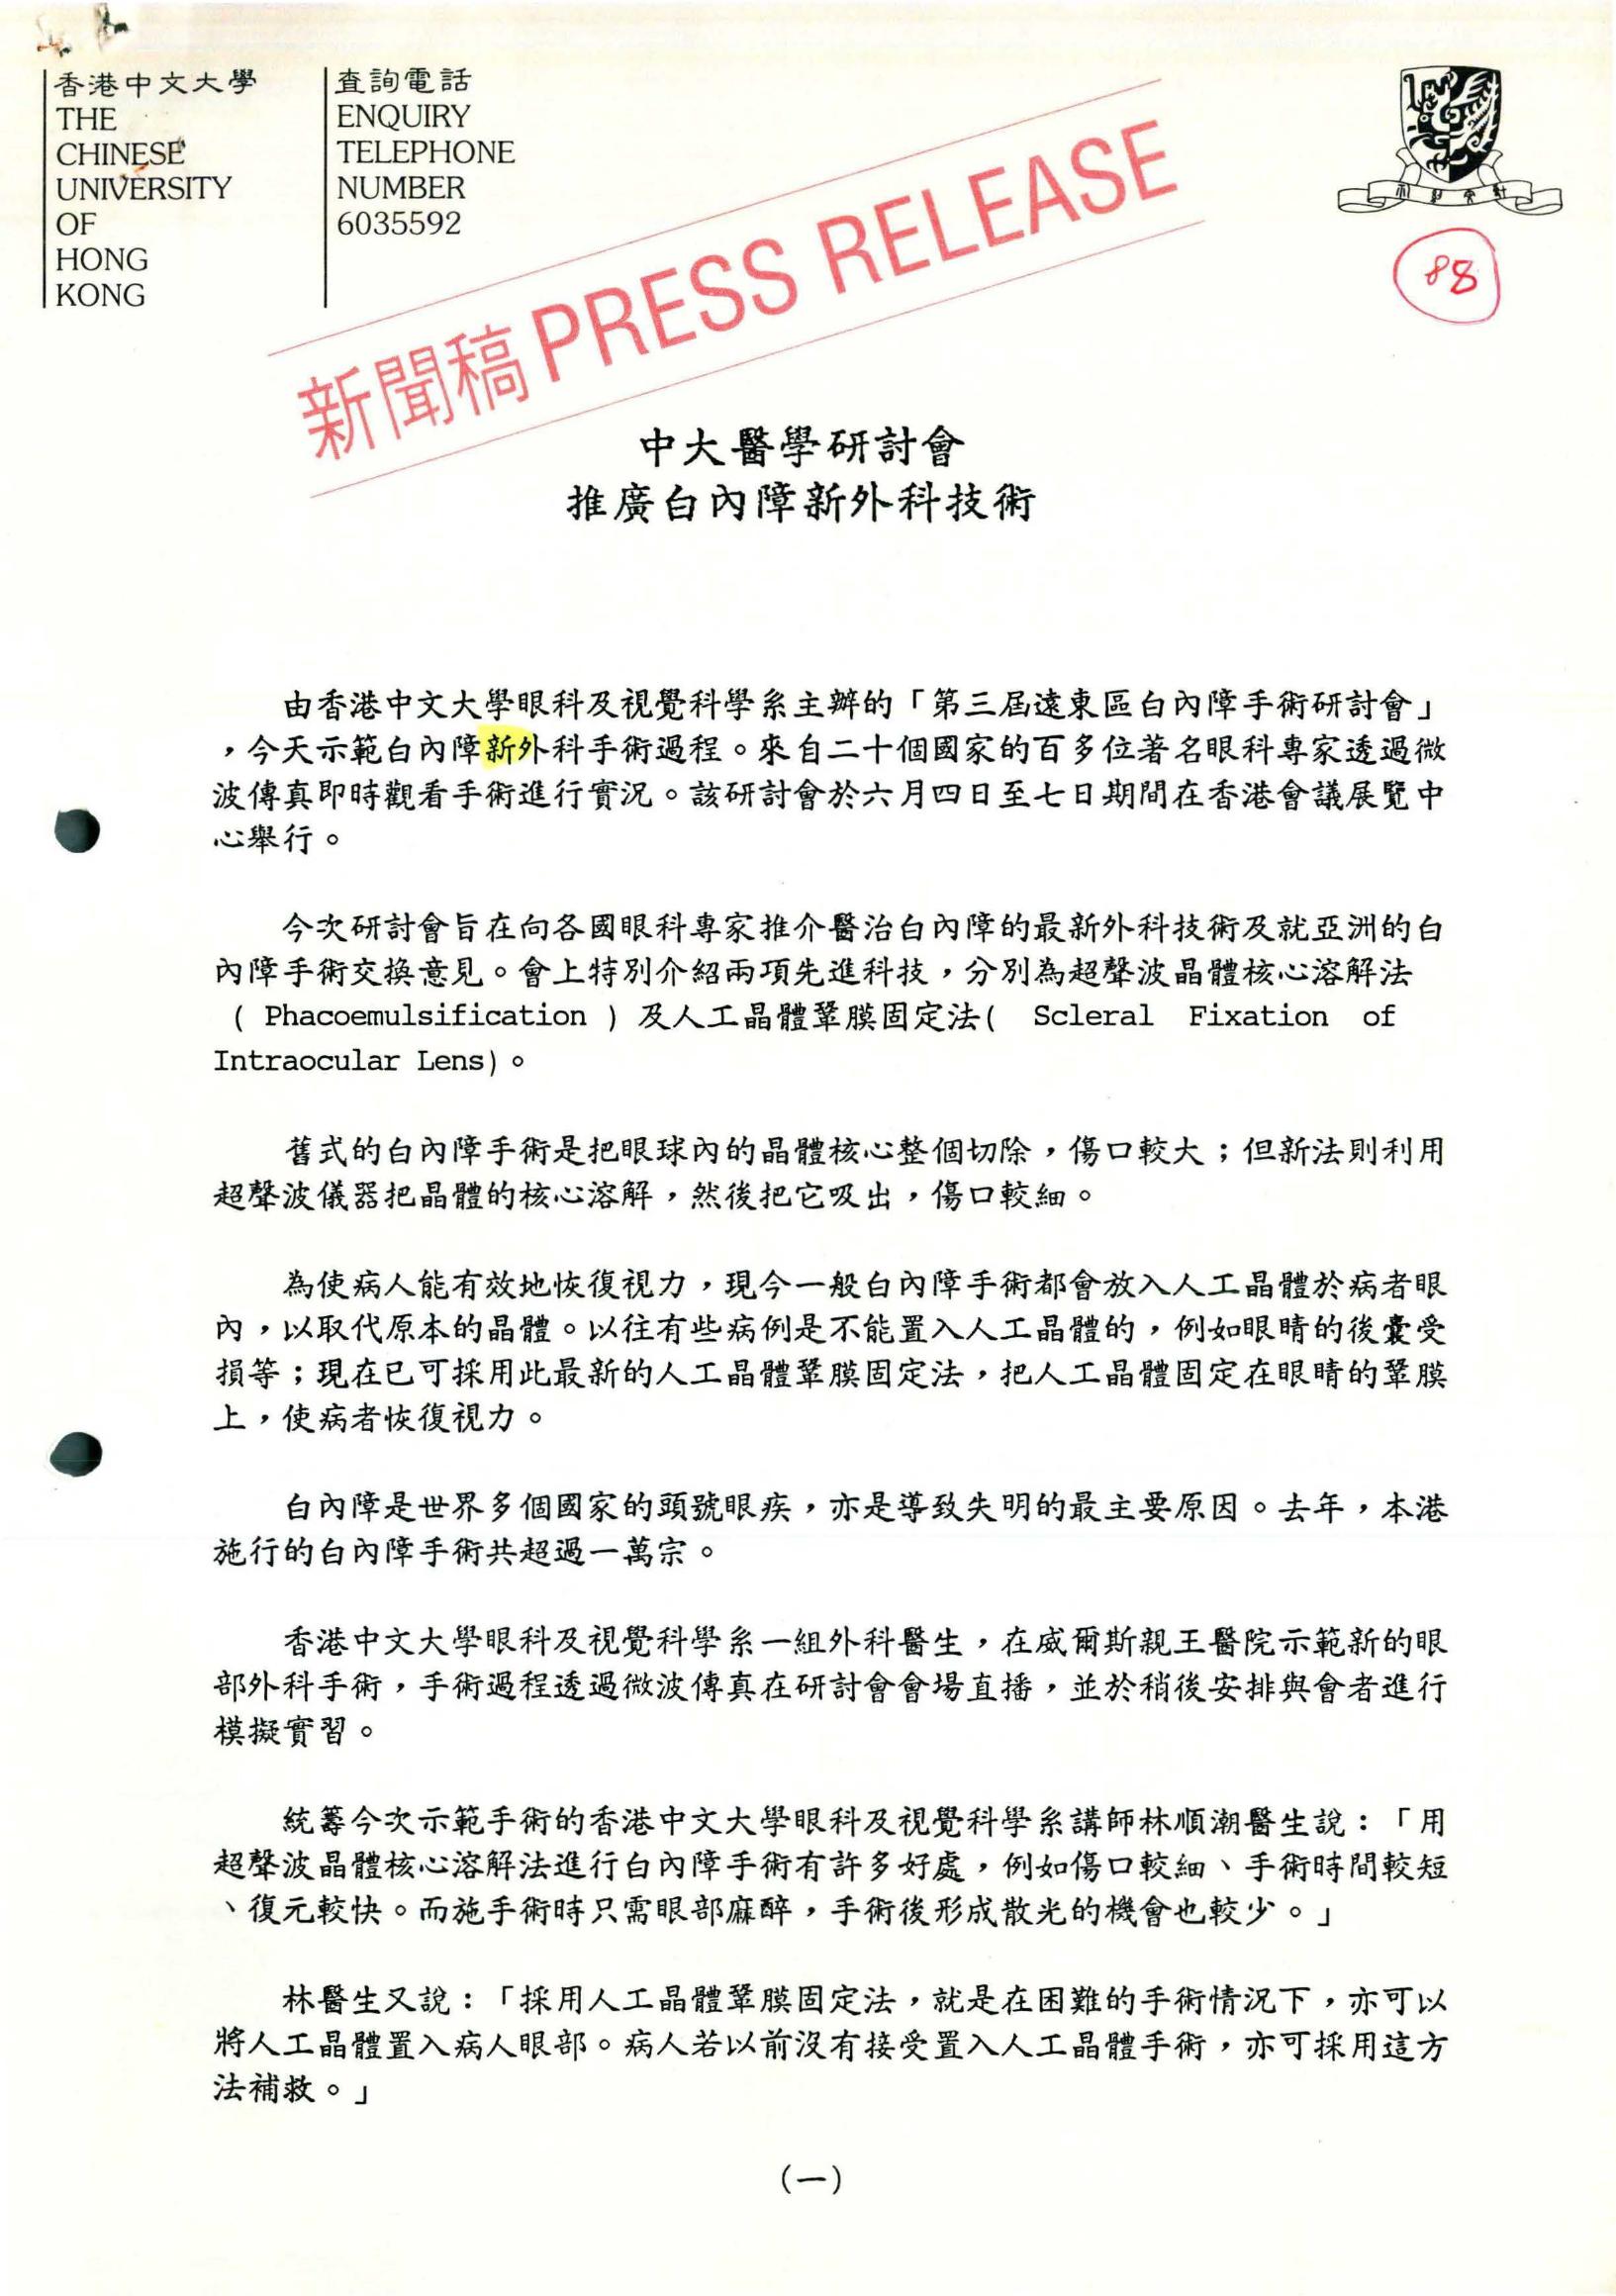 香港中文大學
THE
CHINESE
UNIVERSITY
OF
HONG
KONG
查詢電話
ENQUIRY
TELEPHONE
NUMBER
6035592
新聞稿 PRESS RELEASE
88
中大醫學研討會
推廣白內障新外科技術
由香港中文大學眼科及視覺科學系主辦的「第三屆遠東區白內障手術研討會」
，今天示範白內障新外科手術過程。來自二十個國家的百多位著名眼科專家透過微
波傳真即時觀看手術進行實況。該研討會於六月四日至七日期間在香港會議展覽中
心舉行。
今次研討會旨在向各國眼科專家推介醫治白內障的最新外科技術及就亞洲的白
內障手術交換意見。會上特別介紹兩項先進科技，分別為超聲波晶體核心溶解法
( Phacoemulsification ) 及人工晶體鞏膜固定法( Scleral Fixation of
Intraocular Lens)。
舊式的白內障手術是把眼球內的晶體核心整個切除，傷口較大；但新法則利用
超聲波儀器把晶體的核心溶解，然後把它吸出，傷口較細。
為使病人能有效地恢復視力，現今一般白內障手術都會放入人工晶體於病者眼
內，以取代原本的晶體。以往有些病例是不能置入人工晶體的，例如眼睛的後囊受
損等；現在已可採用此最新的人工晶體鞏膜固定法，把人工晶體固定在眼睛的鞏膜
上，使病者恢復視力。
白內障是世界多個國家的頭號眼疾，亦是導致失明的最主要原因。去年，本港
施行的白內障手術共超過一萬宗。
香港中文大學眼科及視覺科學系一組外科醫生，在威爾斯親王醫院示範新的眼
部外科手術，手術過程透過微波傳真在研討會會場直播，並於稍後安排與會者進行
模擬實習。
統籌今次示範手術的香港中文大學眼科及視覺科學系講師林順潮醫生說：「用
超聲波晶體核心溶解法進行白內障手術有許多好處，例如傷口較細、手術時間較短
、復元較快。而施手術時只需眼部麻醉，手術後形成散光的機會也較少。」
林醫生又說：「採用人工晶體鞏膜固定法，就是在困難的手術情況下，亦可以
將人工晶體置入病人眼部。病人若以前沒有接受置入人工晶體手術，亦可採用這方
法補救。」
(一)